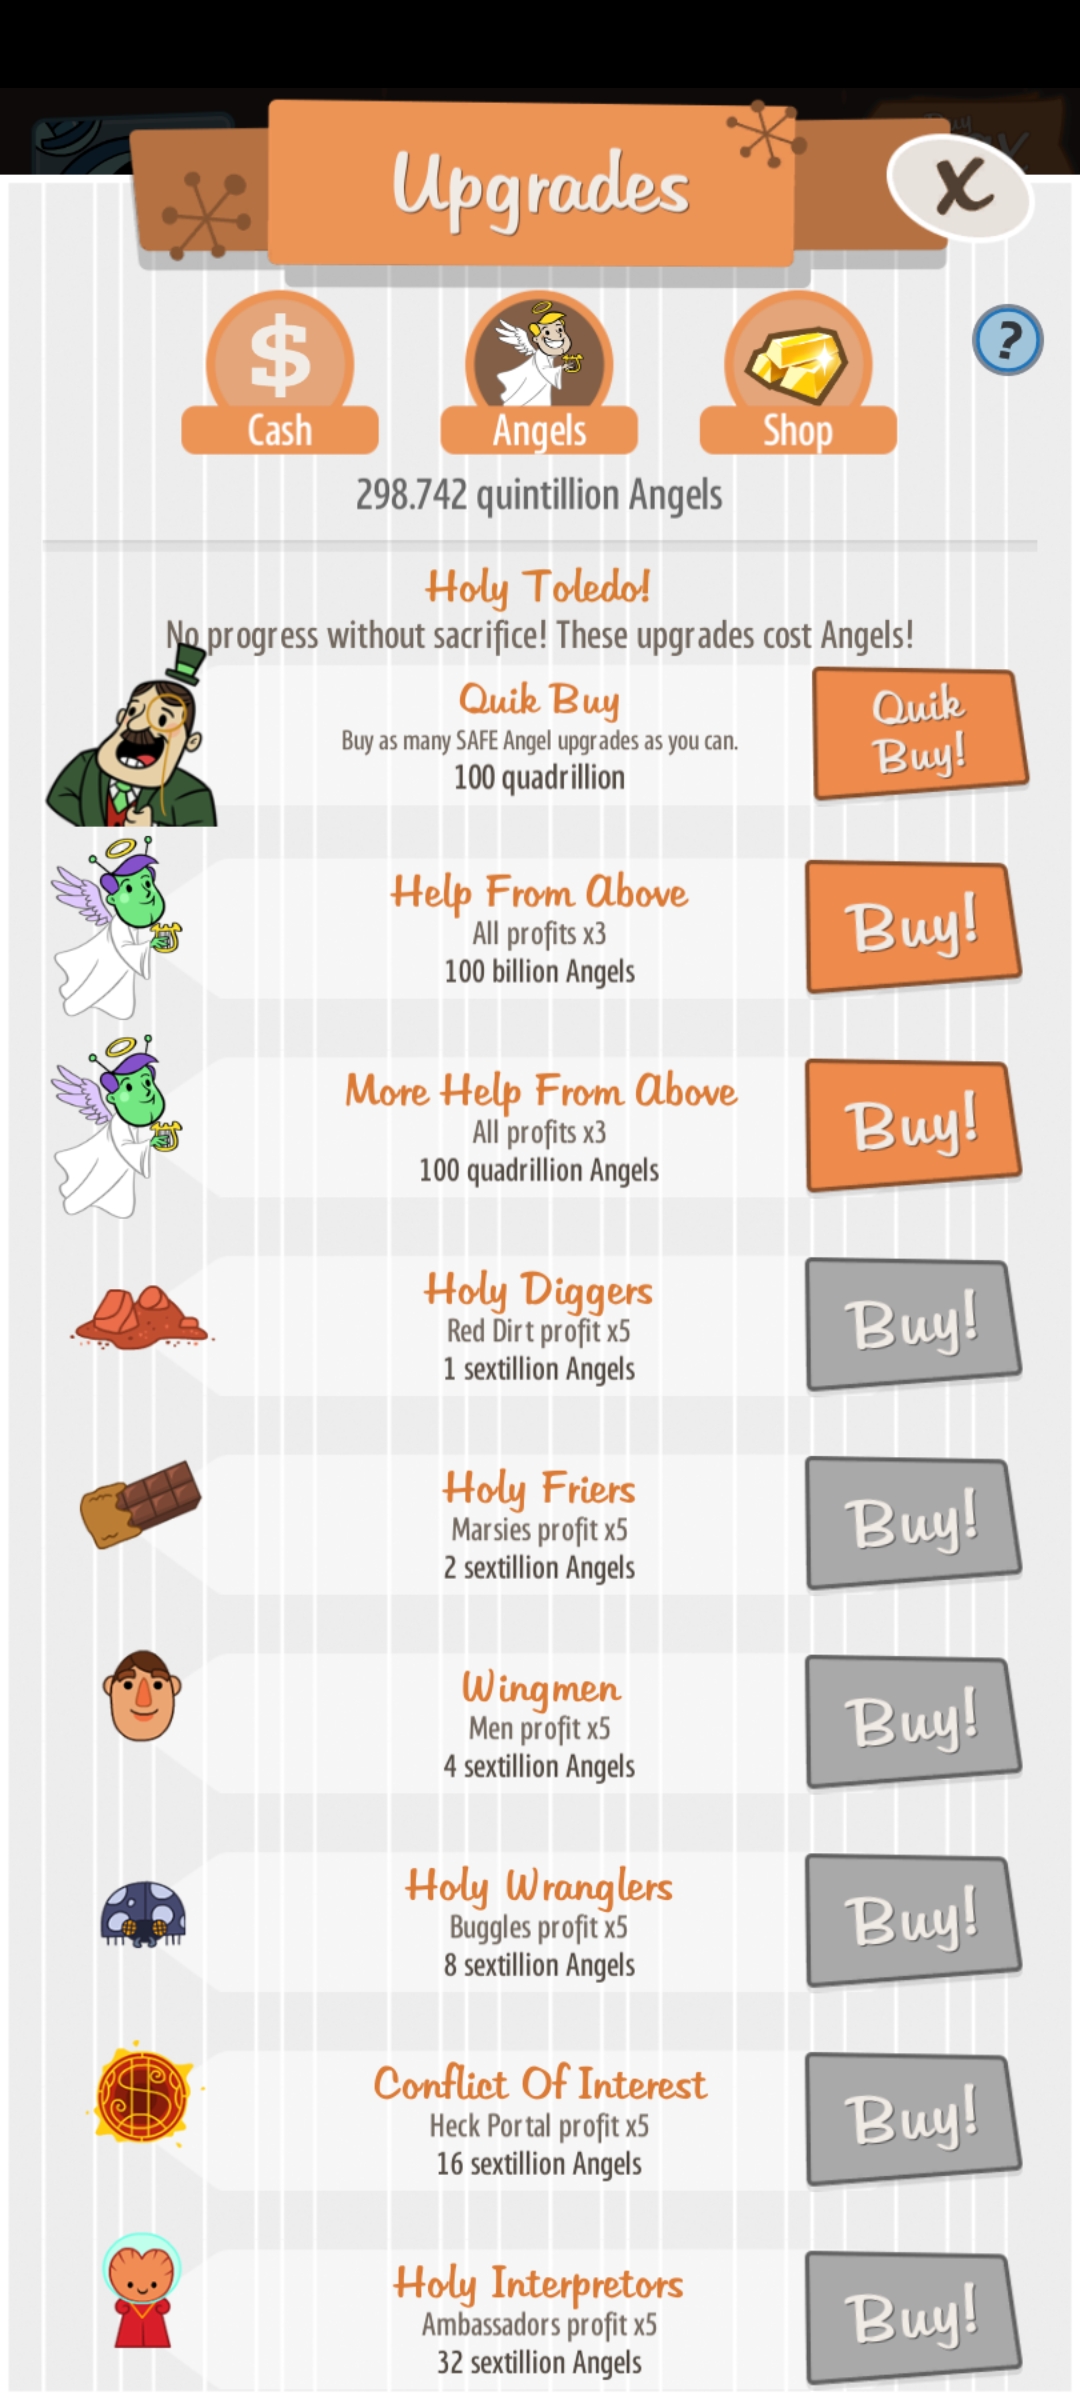 Upgrades
X
$
Cash
Angels
Shop
?
298.742 quintillion Angels
Holy Toledo!
No progress without sacrifice! These upgrades cost Angels!
Quik Buy
Buy as many SAFE Angel upgrades as you can.
100 quadrillion
Quik
Buy!
Help From Above
All profits x3
100 billion Angels
Buy!
More Help From Above
All profits x3
100 quadrillion Angels
Buy!
Holy Diggers
Red Dirt profit x5
1 sextillion Angels
Buy!
Holy Friers
Marsies profit x5
2 sextillion Angels
Buy!
Wingmen
Men profit x5
4 sextillion Angels
Buy!
Holy Wranglers
Buggles profit x5
8 sextillion Angels
Buy!
Conflict Of Interest
Heck Portal profit x5
16 sextillion Angels
Buy!
Holy Interpretors
Ambassadors profit x5
32 sextillion Angels
Buy!